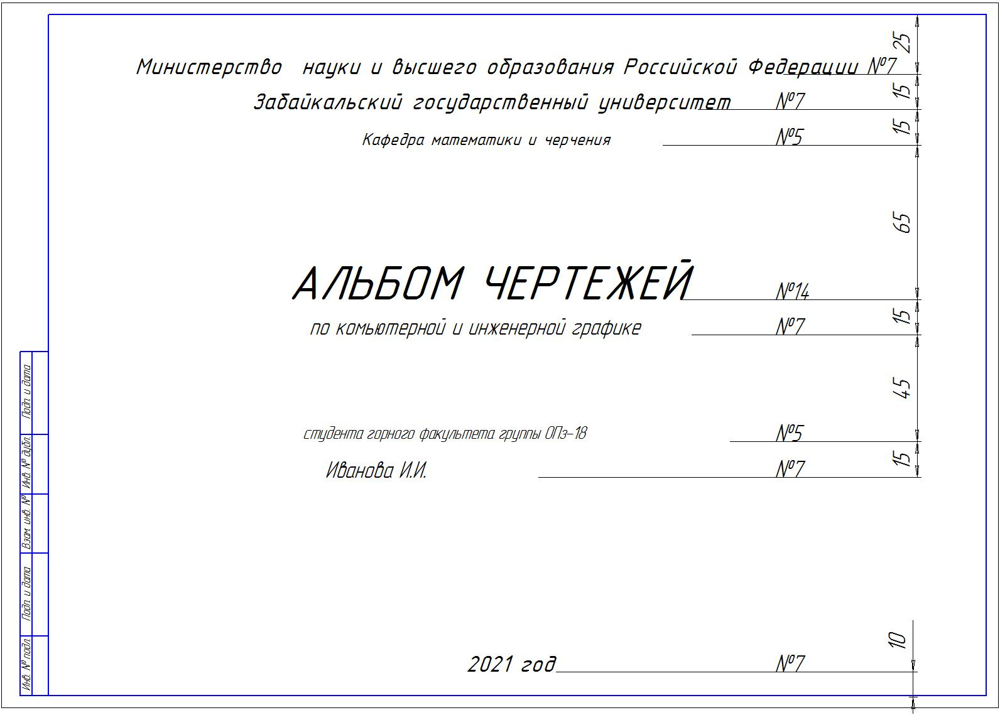 25
Министерство науки и высшего образования Российской Федерации №7
15
Забайкальский государственный университет №7
15
Кафедра математики и черчения №5
65
АЛЬБОМ ЧЕРТЕЖЕЙ №14
15
по комьютерной и инженерной графике №7
45
студента горного факультета группы ОПз-18 №5
15
Иванова И.И. №7
10
2021 год №7
Подп. и дата
Инв. № дубл.
Взам. инв. №
Подп. и дата
Инв. № подл.